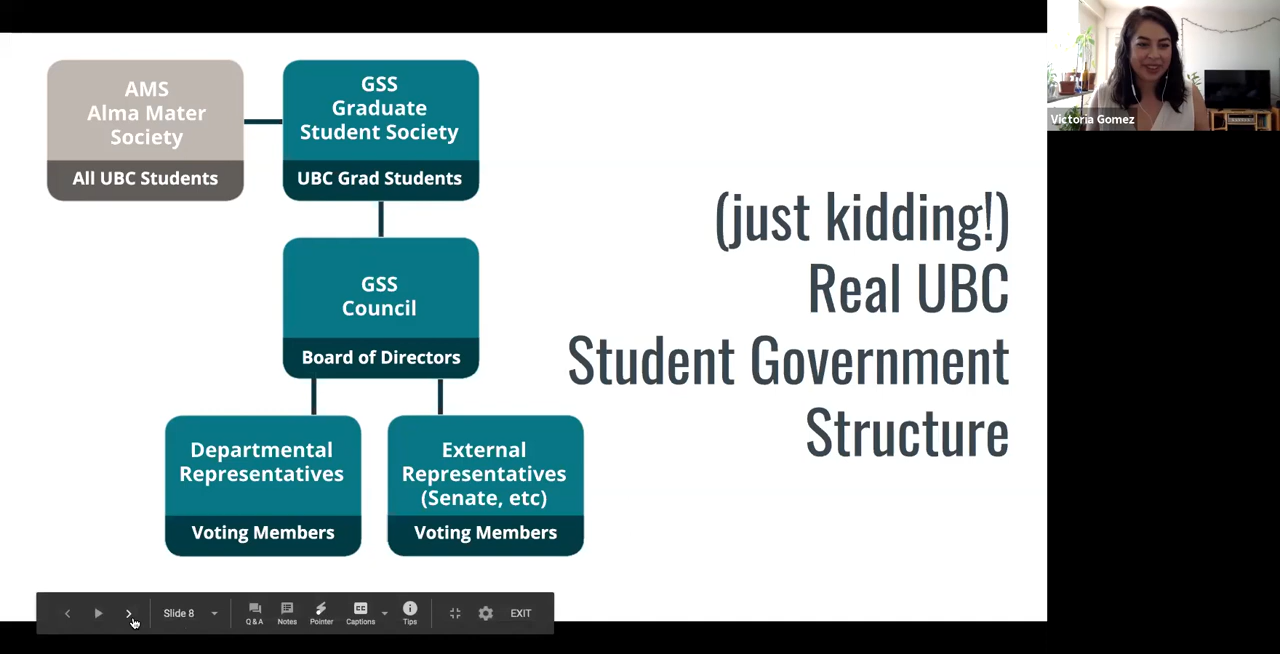 AMS
Alma Mater
Society
All UBC Students
GSS
Graduate
Student Society
UBC Grad Students
GSS
Council
Board of Directors
Departmental
Representatives
Voting Members
External
Representatives
(Senate, etc)
Voting Members
(just kidding!)
Real UBC
Student Government
Structure
Victoria Gomez
Slide 8
Q & A
Notes
Pointer
CC
Captions
Tips
EXIT